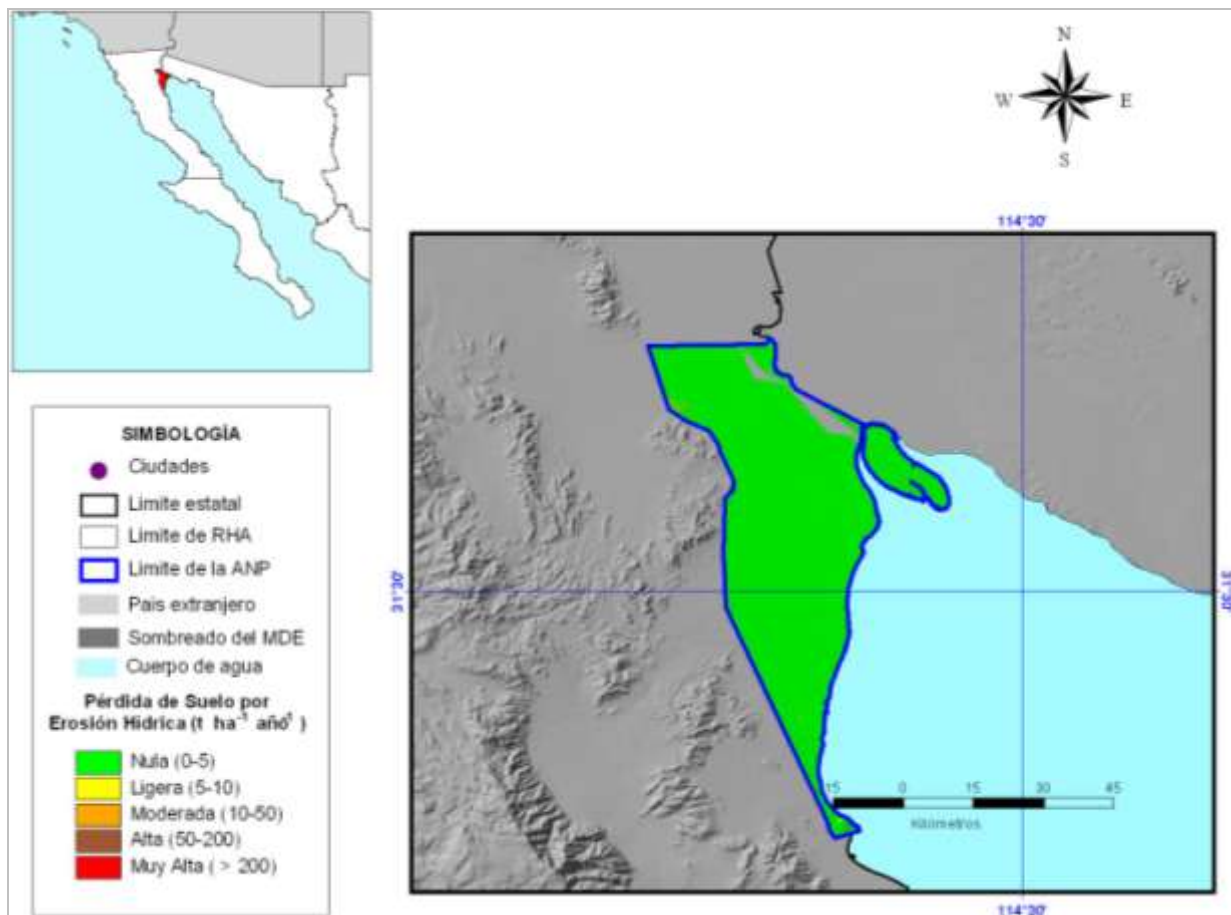 N
W E
S
114°30'
SIMBOLOGÍA
Ciudades
Limite estatal
Limite de RHA
Limite de la ANP
Pais extranjero
Sombreado del MDE
Cuerpo de agua
Pérdida de Suelo por
Erosión Hídrica (t ha⁻¹ año¹)
Nula (0-5)
Ligera (5-10)
Moderada (10-50)
Alta (50-200)
Muy Alta ( > 200)
31°30'
31°30'
15 0 15 30 45
Kilómetros
114°30'